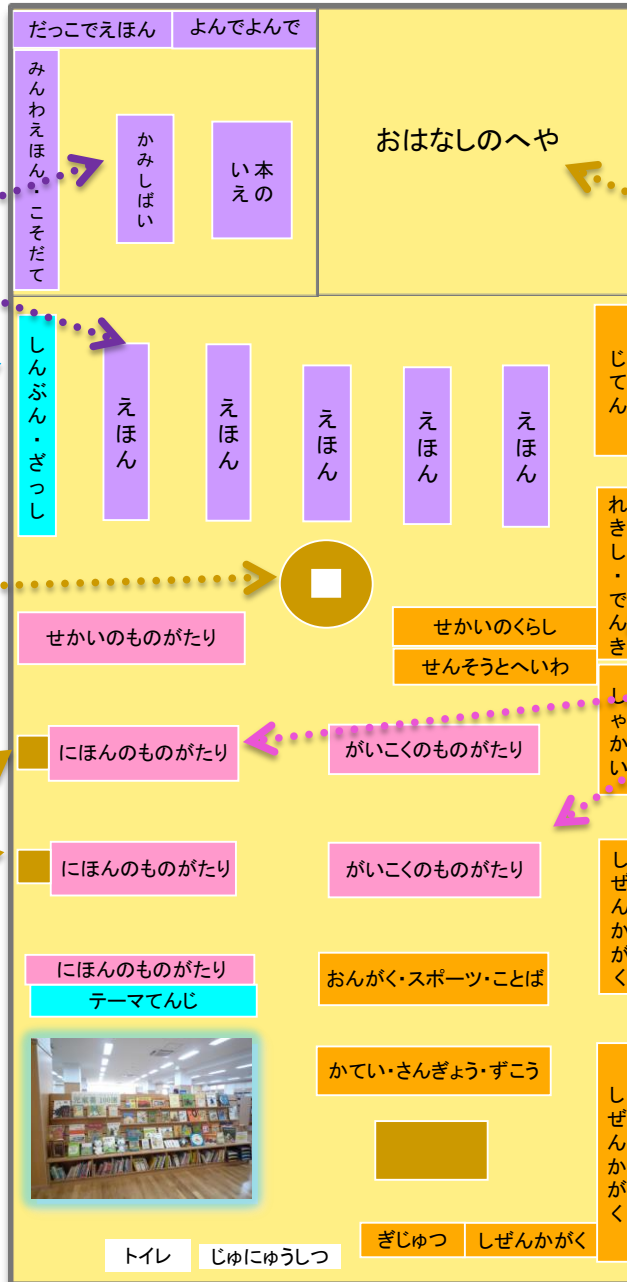 だっこでえほん
よんでよんで
みんわえほん・こそだて
かみしばい
本の
いえ
おはなしのへや
しんぶん・ざっし
えほん
えほん
えほん
えほん
えほん
じてん
れきし・でんき
せかいのものがたり
せかいのくらし
せんそうとへいわ
しゃかい
にほんのものがたり
がいこくのものがたり
にほんのものがたり
がいこくのものがたり
しぜんかがく
にほんのものがたり
テーマてんじ
おんがく・スポーツ・ことば
かてい・さんぎょう・ずこう
しぜんかがく
ぎじゅつ
しぜんかがく
トイレ
じゅにゅうしつ